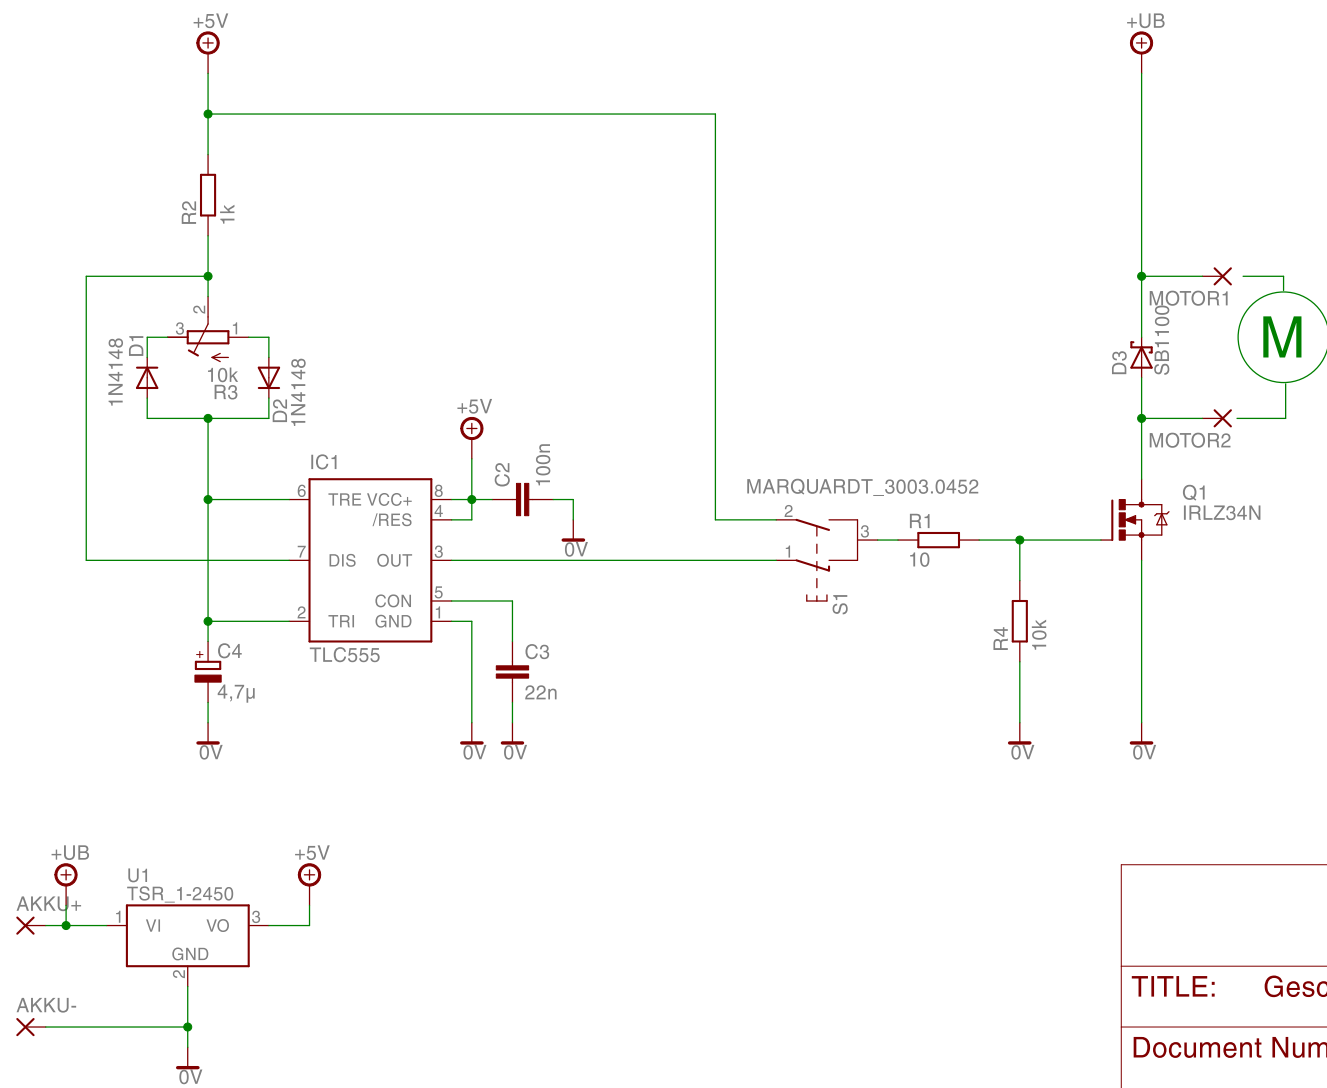 +5V
+UB
R2
1k
2
3
1
D1
1N4148
10k
R3
D2
1N4148
MOTOR1
D3
SB1100
M
MOTOR2
+5V
C2
100n
0V
IC1
6
TRE
VCC+
8
/RES
4
7
DIS
OUT
3
CON
5
2
TRI
GND
1
TLC555
C4
+
4,7µ
C3
22n
MARQUARDT_3003.0452
2
1
3
S1
R1
10
R4
10k
Q1
IRLZ34N
0V
0V
0V
0V
0V
+UB
+5V
U1
TSR_1-2450
AKKU+
1
VI
VO
3
GND
2
AKKU-
0V
TITLE: Gesc
Document Num